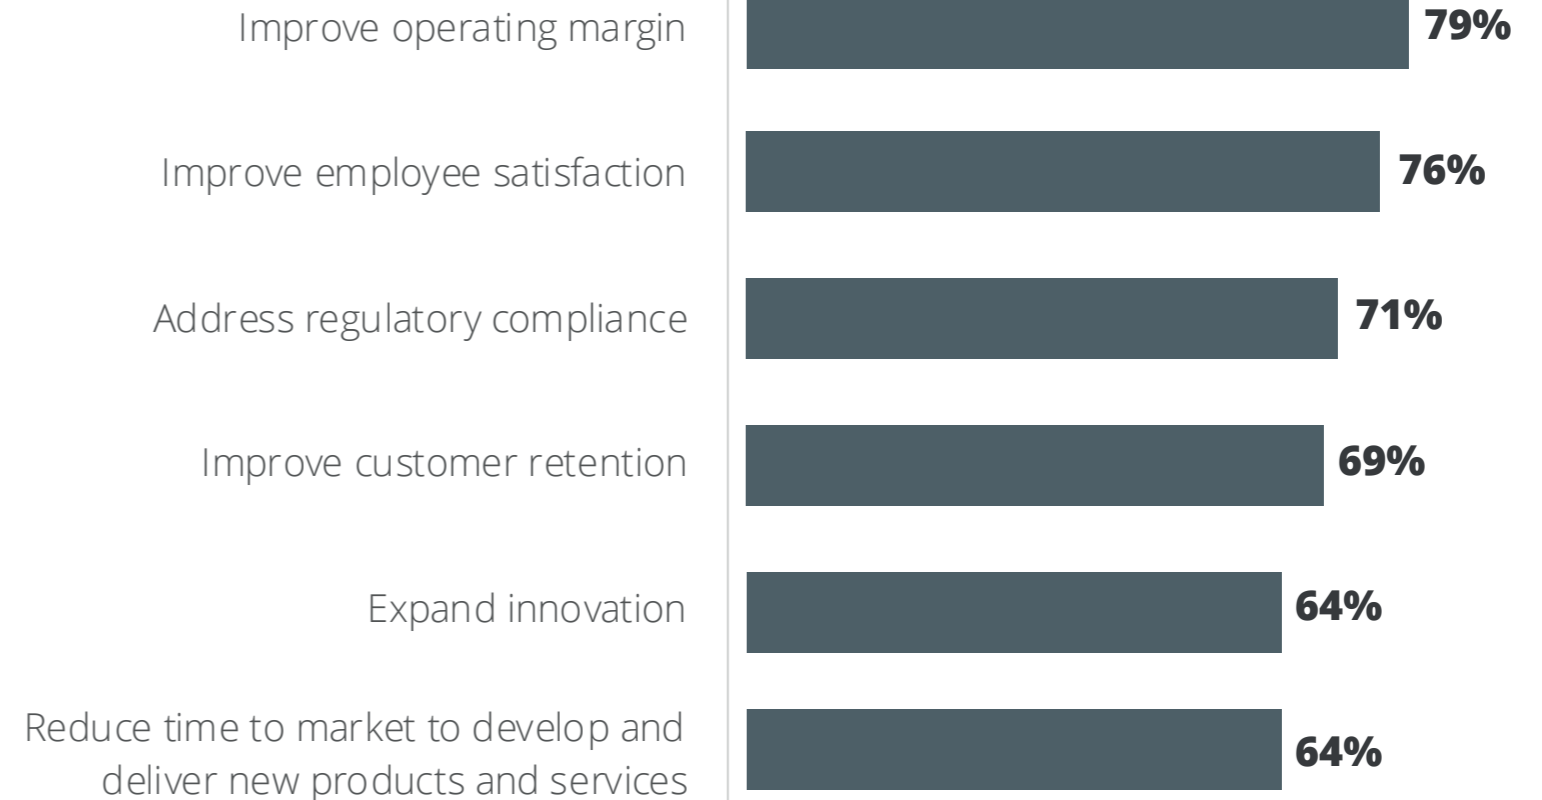 Improve operating margin 79%
Improve employee satisfaction 76%
Address regulatory compliance 71%
Improve customer retention 69%
Expand innovation 64%
Reduce time to market to develop and
deliver new products and services 64%